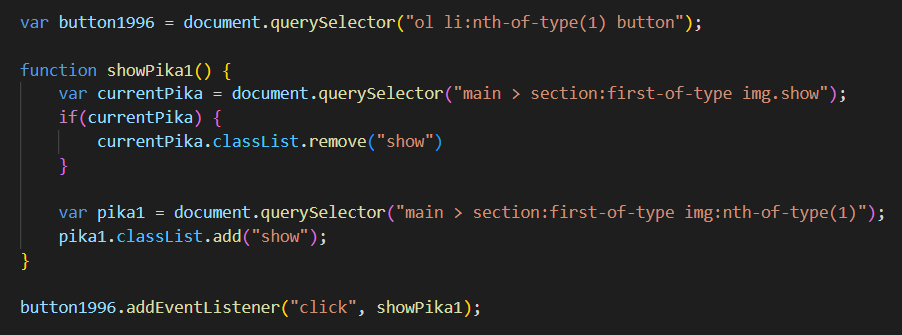 var button1996 = document.querySelector("ol li:nth-of-type(1) button");
function showPika1() {
var currentPika = document.querySelector("main > section:first-of-type img.show");
if(currentPika) {
currentPika.classList.remove("show")
}
var pika1 = document.querySelector("main > section:first-of-type img:nth-of-type(1)");
pika1.classList.add("show");
}
button1996.addEventListener("click", showPika1);